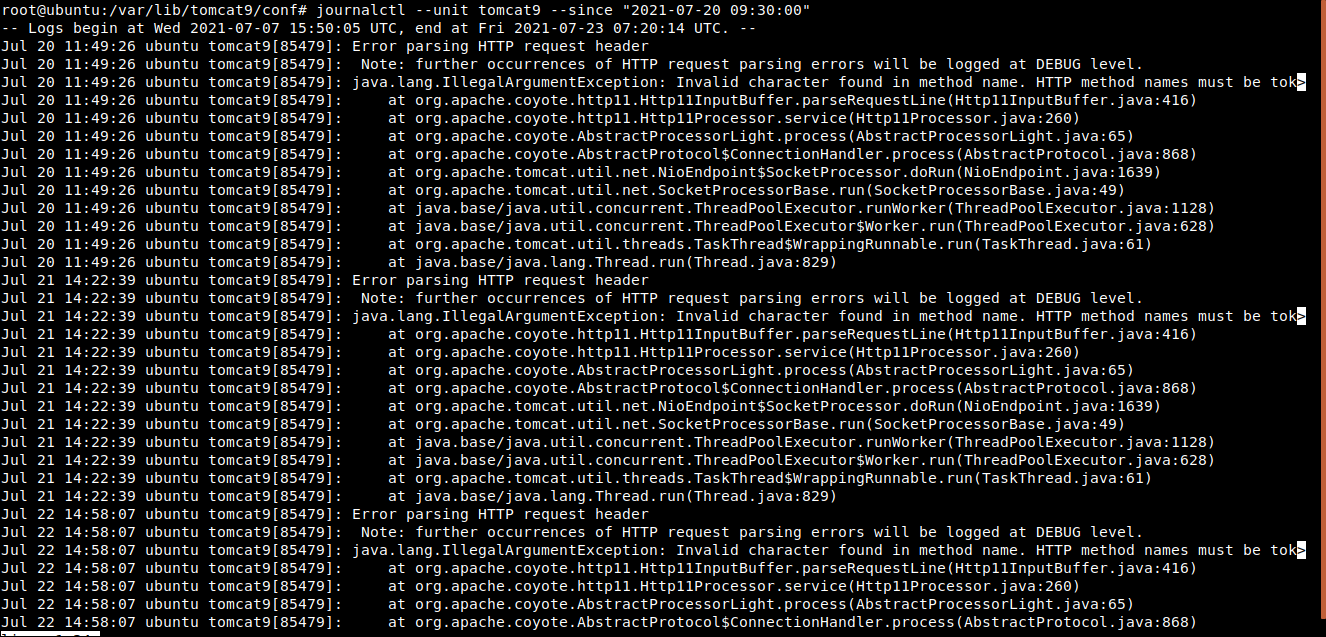 root@ubuntu:/var/lib/tomcat9/conf# journalctl --unit tomcat9 --since "2021-07-20 09:30:00"
-- Logs begin at Wed 2021-07-07 15:50:05 UTC, end at Fri 2021-07-23 07:20:14 UTC. --
Jul 20 11:49:26 ubuntu tomcat9[85479]: Error parsing HTTP request header
Jul 20 11:49:26 ubuntu tomcat9[85479]:  Note: further occurrences of HTTP request parsing errors will be logged at DEBUG level.
Jul 20 11:49:26 ubuntu tomcat9[85479]: java.lang.IllegalArgumentException: Invalid character found in method name. HTTP method names must be tok>
Jul 20 11:49:26 ubuntu tomcat9[85479]:     at org.apache.coyote.http11.Http11InputBuffer.parseRequestLine(Http11InputBuffer.java:416)
Jul 20 11:49:26 ubuntu tomcat9[85479]:     at org.apache.coyote.http11.Http11Processor.service(Http11Processor.java:260)
Jul 20 11:49:26 ubuntu tomcat9[85479]:     at org.apache.coyote.AbstractProcessorLight.process(AbstractProcessorLight.java:65)
Jul 20 11:49:26 ubuntu tomcat9[85479]:     at org.apache.coyote.AbstractProtocol$ConnectionHandler.process(AbstractProtocol.java:868)
Jul 20 11:49:26 ubuntu tomcat9[85479]:     at org.apache.tomcat.util.net.NioEndpoint$SocketProcessor.doRun(NioEndpoint.java:1639)
Jul 20 11:49:26 ubuntu tomcat9[85479]:     at org.apache.tomcat.util.net.SocketProcessorBase.run(SocketProcessorBase.java:49)
Jul 20 11:49:26 ubuntu tomcat9[85479]:     at java.base/java.util.concurrent.ThreadPoolExecutor.runWorker(ThreadPoolExecutor.java:1128)
Jul 20 11:49:26 ubuntu tomcat9[85479]:     at java.base/java.util.concurrent.ThreadPoolExecutor$Worker.run(ThreadPoolExecutor.java:628)
Jul 20 11:49:26 ubuntu tomcat9[85479]:     at org.apache.tomcat.util.threads.TaskThread$WrappingRunnable.run(TaskThread.java:61)
Jul 20 11:49:26 ubuntu tomcat9[85479]:     at java.base/java.lang.Thread.run(Thread.java:829)
Jul 21 14:22:39 ubuntu tomcat9[85479]: Error parsing HTTP request header
Jul 21 14:22:39 ubuntu tomcat9[85479]:  Note: further occurrences of HTTP request parsing errors will be logged at DEBUG level.
Jul 21 14:22:39 ubuntu tomcat9[85479]: java.lang.IllegalArgumentException: Invalid character found in method name. HTTP method names must be tok>
Jul 21 14:22:39 ubuntu tomcat9[85479]:     at org.apache.coyote.http11.Http11InputBuffer.parseRequestLine(Http11InputBuffer.java:416)
Jul 21 14:22:39 ubuntu tomcat9[85479]:     at org.apache.coyote.http11.Http11Processor.service(Http11Processor.java:260)
Jul 21 14:22:39 ubuntu tomcat9[85479]:     at org.apache.coyote.AbstractProcessorLight.process(AbstractProcessorLight.java:65)
Jul 21 14:22:39 ubuntu tomcat9[85479]:     at org.apache.coyote.AbstractProtocol$ConnectionHandler.process(AbstractProtocol.java:868)
Jul 21 14:22:39 ubuntu tomcat9[85479]:     at org.apache.tomcat.util.net.NioEndpoint$SocketProcessor.doRun(NioEndpoint.java:1639)
Jul 21 14:22:39 ubuntu tomcat9[85479]:     at org.apache.tomcat.util.net.SocketProcessorBase.run(SocketProcessorBase.java:49)
Jul 21 14:22:39 ubuntu tomcat9[85479]:     at java.base/java.util.concurrent.ThreadPoolExecutor.runWorker(ThreadPoolExecutor.java:1128)
Jul 21 14:22:39 ubuntu tomcat9[85479]:     at java.base/java.util.concurrent.ThreadPoolExecutor$Worker.run(ThreadPoolExecutor.java:628)
Jul 21 14:22:39 ubuntu tomcat9[85479]:     at org.apache.tomcat.util.threads.TaskThread$WrappingRunnable.run(TaskThread.java:61)
Jul 21 14:22:39 ubuntu tomcat9[85479]:     at java.base/java.lang.Thread.run(Thread.java:829)
Jul 22 14:58:07 ubuntu tomcat9[85479]: Error parsing HTTP request header
Jul 22 14:58:07 ubuntu tomcat9[85479]:  Note: further occurrences of HTTP request parsing errors will be logged at DEBUG level.
Jul 22 14:58:07 ubuntu tomcat9[85479]: java.lang.IllegalArgumentException: Invalid character found in method name. HTTP method names must be tok>
Jul 22 14:58:07 ubuntu tomcat9[85479]:     at org.apache.coyote.http11.Http11InputBuffer.parseRequestLine(Http11InputBuffer.java:416)
Jul 22 14:58:07 ubuntu tomcat9[85479]:     at org.apache.coyote.http11.Http11Processor.service(Http11Processor.java:260)
Jul 22 14:58:07 ubuntu tomcat9[85479]:     at org.apache.coyote.AbstractProcessorLight.process(AbstractProcessorLight.java:65)
Jul 22 14:58:07 ubuntu tomcat9[85479]:     at org.apache.coyote.AbstractProtocol$ConnectionHandler.process(AbstractProtocol.java:868)